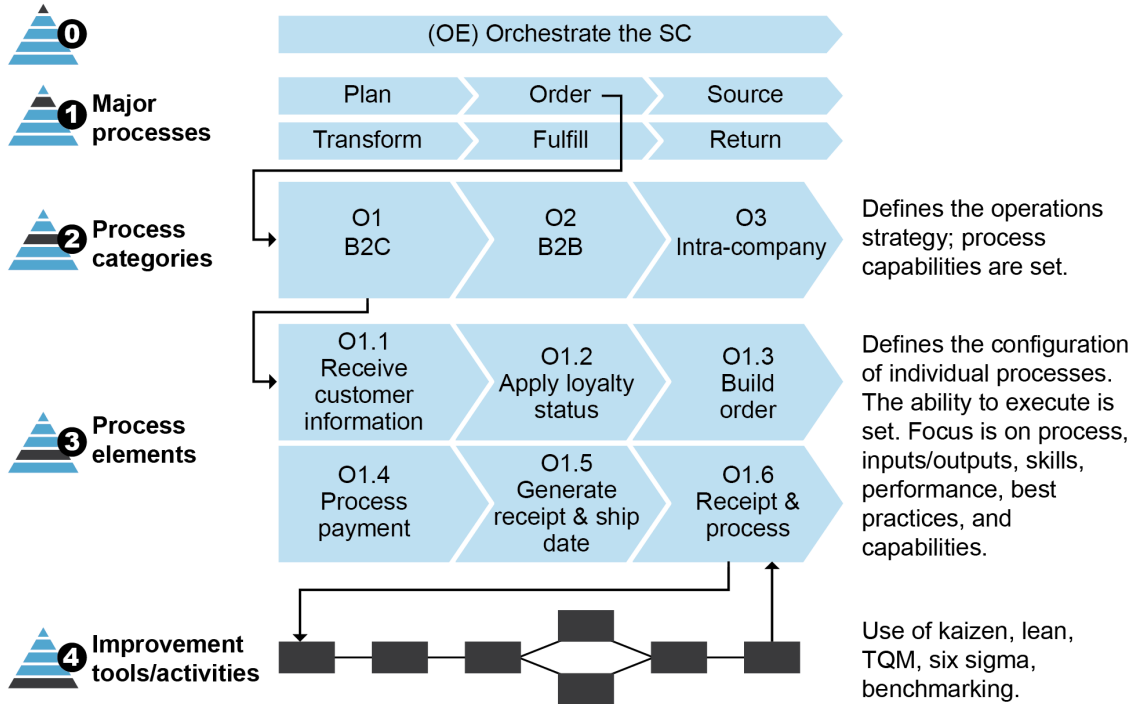 0
(OE) Orchestrate the SC
1
Major
processes
Plan
Order
Source
Transform
Fulfill
Return
2
Process
categories
O1
B2C
O2
B2B
O3
Intra-company
Defines the operations
strategy; process
capabilities are set.
3
Process
elements
O1.1
Receive
customer
information
O1.2
Apply loyalty
status
O1.3
Build
order
O1.4
Process
payment
O1.5
Generate
receipt & ship
date
O1.6
Receipt &
process
Defines the configuration
of individual processes.
The ability to execute is
set. Focus is on process,
inputs/outputs, skills,
performance, best
practices, and
capabilities.
4
Improvement
tools/activities
Use of kaizen, lean,
TQM, six sigma,
benchmarking.